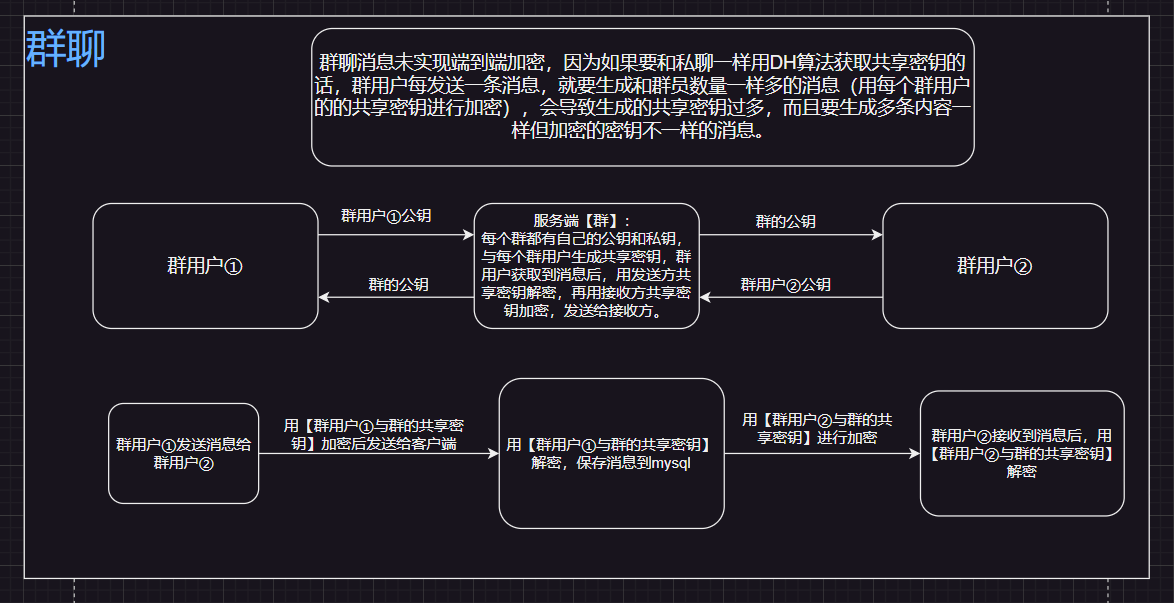 群聊
群聊消息未实现端到端加密，因为如果要和私聊一样用DH算法获取共享密钥的
话，群用户每发送一条消息，就要生成和群员数量一样多的消息（用每个群用户
的的共享密钥进行加密），会导致生成的共享密钥过多，而且要生成多条内容一
样但加密的密钥不一样的消息。
群用户①
群用户①公钥
群的公钥
服务端【群】：
每个群都有自己的公钥和私钥，
与每个群用户生成共享密钥，群
用户获取到消息后，用发送方共
享密钥解密，再用接收方共享密
钥加密，发送给接收方。
群的公钥
群用户②公钥
群用户②
群用户①发送消息给
群用户②
用【群用户①与群的共享密
钥】加密后发送给客户端
用【群用户①与群的共享密钥】
解密，保存消息到mysql
用【群用户②与群的共
享密钥】进行加密
群用户②接收到消息后，用
【群用户②与群的共享密钥】
解密